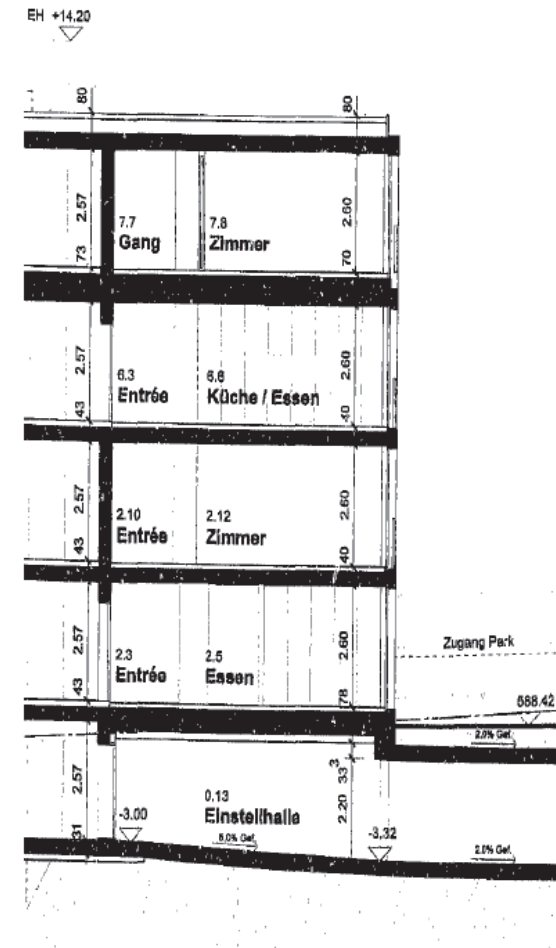 EH +14.20
80
80
2.57
2.60
7.7
Gang
7.8
Zimmer
73
70
2.57
2.60
6.3
Entrée
6.6
Küche / Essen
43
40
2.57
2.60
2.10
Entrée
2.12
Zimmer
43
40
2.57
2.60
2.3
Entrée
2.5
Essen
Zugang Park
43
78
588.42
2.0% Gef.
2.57
33
3
2.20
0.13
Einstellhalle
-3.00
-3.32
31
6.0% Gef.
2.0% Gef.